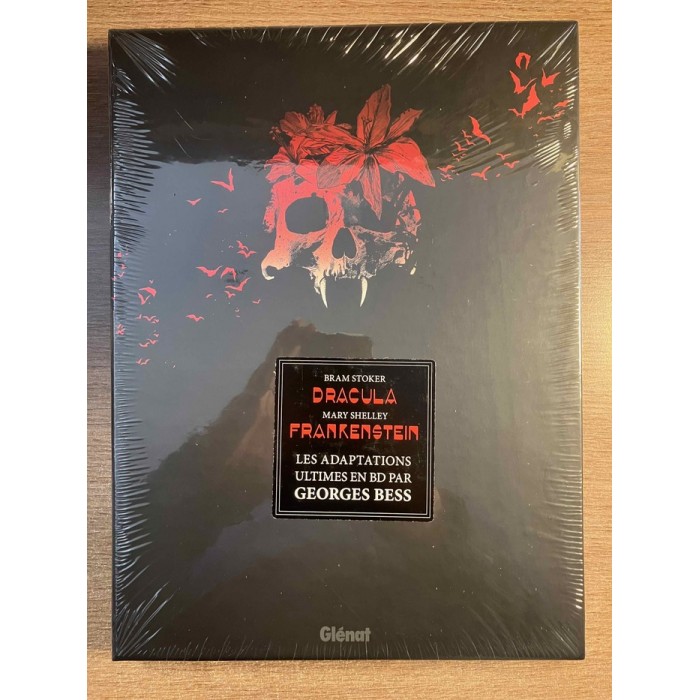 BRAM STOKER
DRACULA
MARY SHELLEY
FRANKENSTEIN
LES ADAPTATIONS
ULTIMES EN BD PAR
GEORGES BESS
Glénat